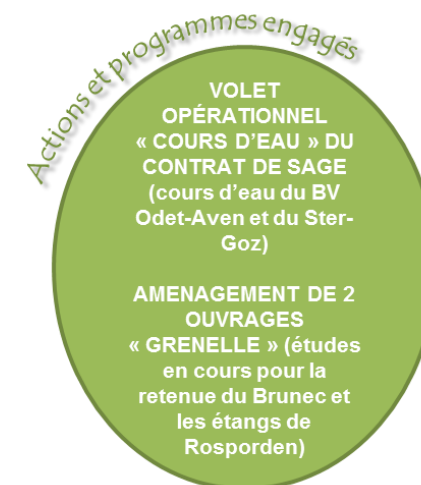 Actions et programmes engagés
VOLET
OPÉRATIONNEL
« COURS D'EAU » DU
CONTRAT DE SAGE
(cours d'eau du BV
Odet-Aven et du Ster-
Goz)
AMENAGEMENT DE 2
OUVRAGES
« GRENELLE » (études
en cours pour la
retenue du Brunec et
les étangs de
Rosporden)